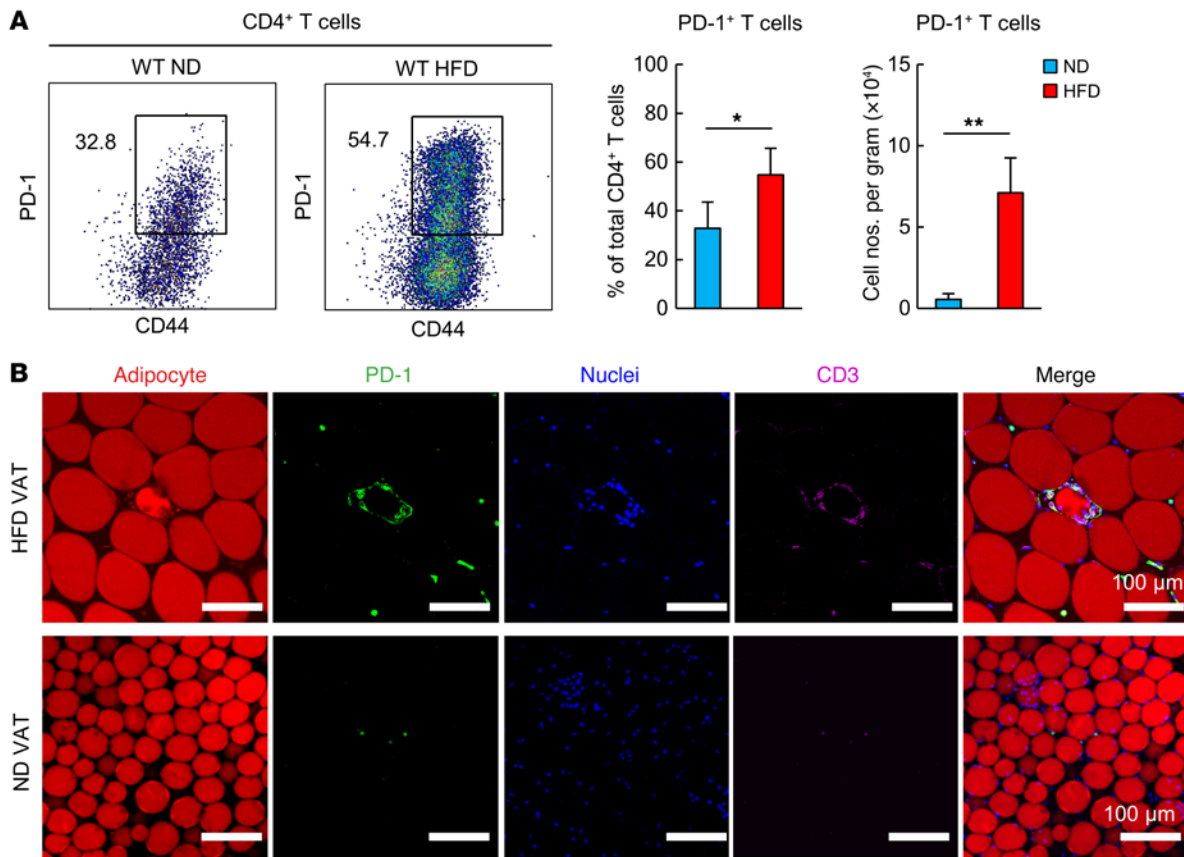 A
CD4+ T cells
WT ND
WT HFD
32.8
54.7
PD-1
PD-1
CD44
CD44
PD-1+ T cells
% of total CD4+ T cells
100
80
60
40
20
0
*
PD-1+ T cells
Cell nos. per gram (×10⁴)
15
10
5
0
**
ND
HFD
B
Adipocyte
PD-1
Nuclei
CD3
Merge
HFD VAT
100 μm
ND VAT
100 μm